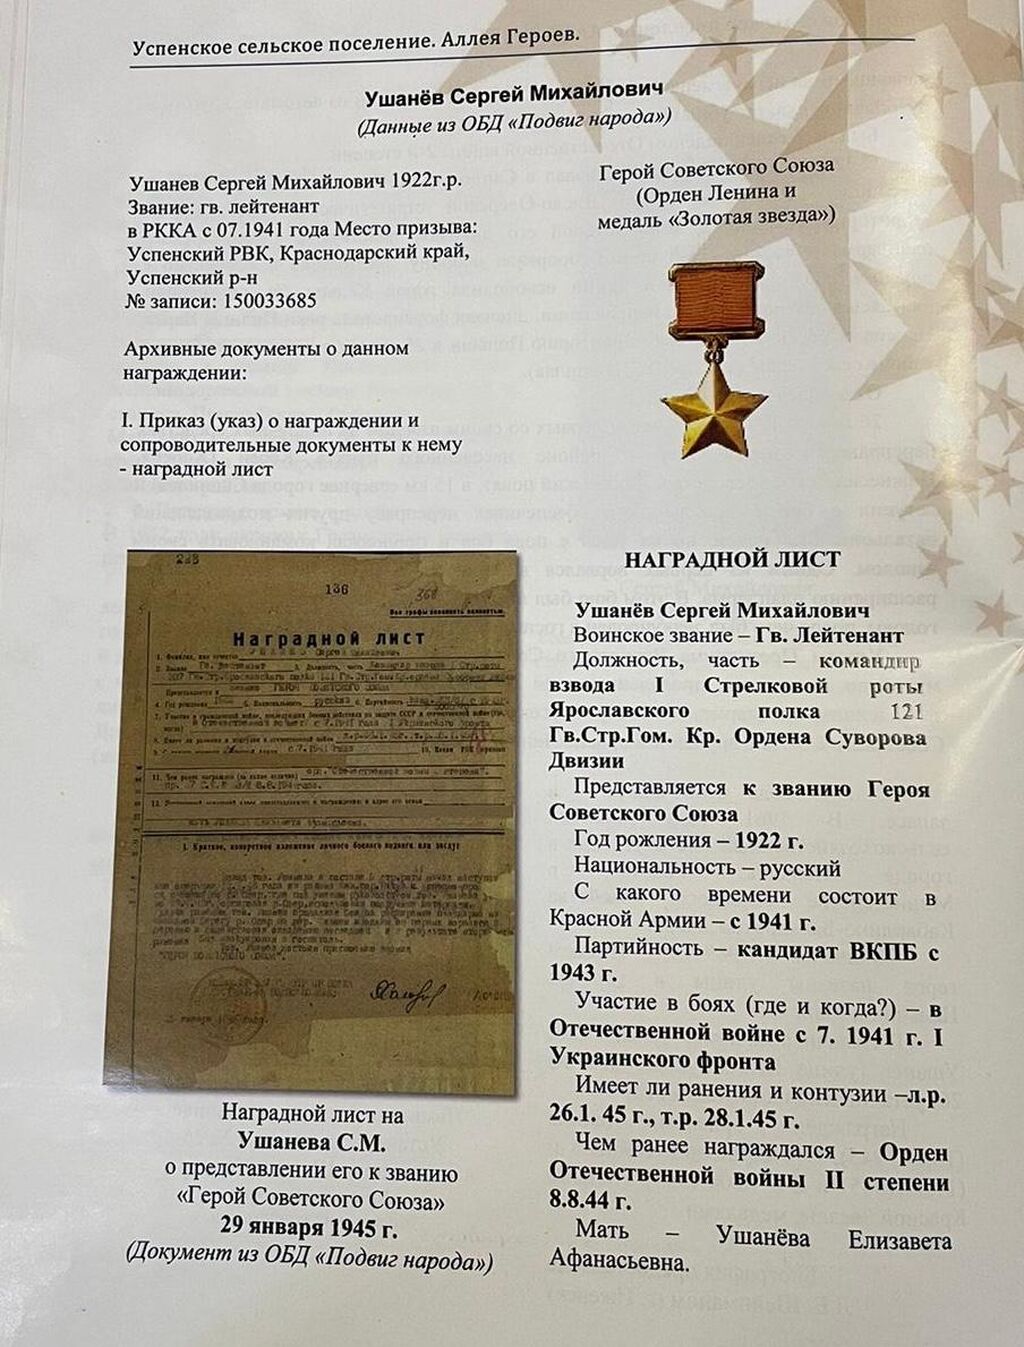 Успенское сельское поселение. Аллея Героев.
Ушанёв Сергей Михайлович
(Данные из ОБД «Подвиг народа»)
Ушанев Сергей Михайлович 1922г.р.
Звание: гв. лейтенант
в РККА с 07.1941 года Место призыва:
Успенский РВК, Краснодарский край,
Успенский р-н
№ записи: 150033685
Архивные документы о данном
награждении:
I. Приказ (указ) о награждении и
сопроводительные документы к нему
- наградной лист
Герой Советского Союза
(Орден Ленина и
медаль «Золотая звезда»)
136
368
Наградной лист
Наградной лист на
Ушанева С.М.
о представлении его к званию
«Герой Советского Союза»
29 января 1945 г.
(Документ из ОБД «Подвиг народа»)
НАГРАДНОЙ ЛИСТ
Ушанёв Сергей Михайлович
Воинское звание – Гв. Лейтенант
Должность, часть – командир
взвода I Стрелковой роты
Ярославского полка 121
Гв.Стр.Гом. Кр. Ордена Суворова
Двизии
Представляется к званию Героя
Советского Союза
Год рождения – 1922 г.
Национальность – русский
С какого времени состоит в
Красной Армии – с 1941 г.
Партийность – кандидат ВКПБ с
1943 г.
Участие в боях (где и когда?) – в
Отечественной войне с 7. 1941 г. I
Украинского фронта
Имеет ли ранения и контузии –л.р.
26.1. 45 г., т.р. 28.1.45 г.
Чем ранее награждался – Орден
Отечественной войны II степени
8.8.44 г.
Мать – Ушанёва Елизавета
Афанасьевна.